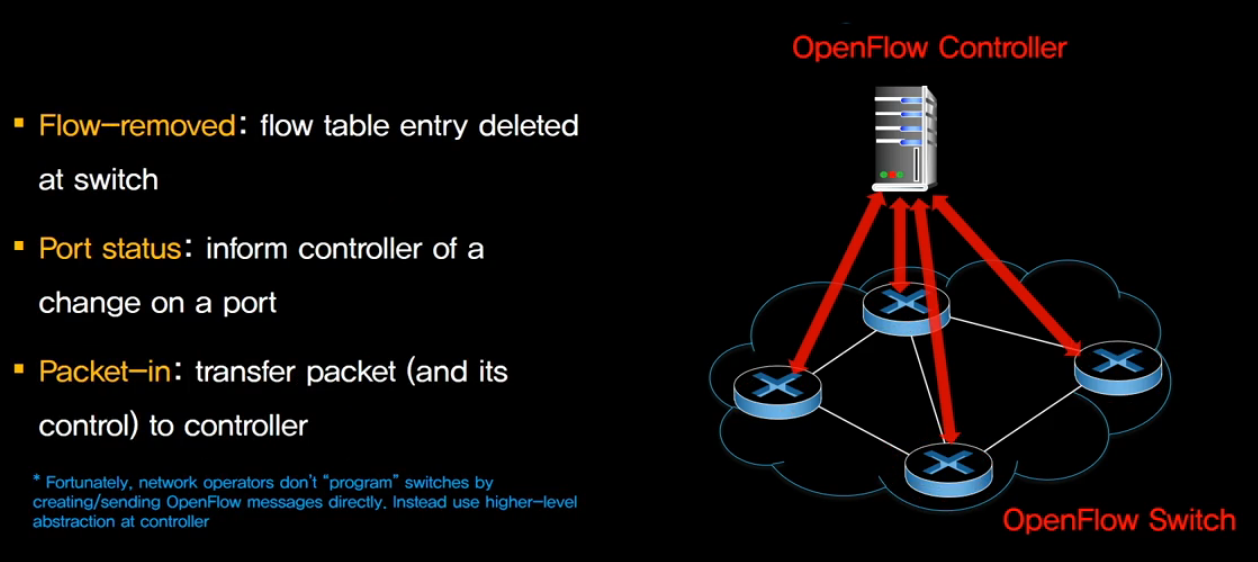 OpenFlow Controller
▪ Flow-removed: flow table entry deleted
at switch
▪ Port status: inform controller of a
change on a port
▪ Packet-in: transfer packet (and its
control) to controller
* Fortunately, network operators don't "program" switches by
creating/sending OpenFlow messages directly. Instead use higher-level
abstraction at controller
OpenFlow Switch